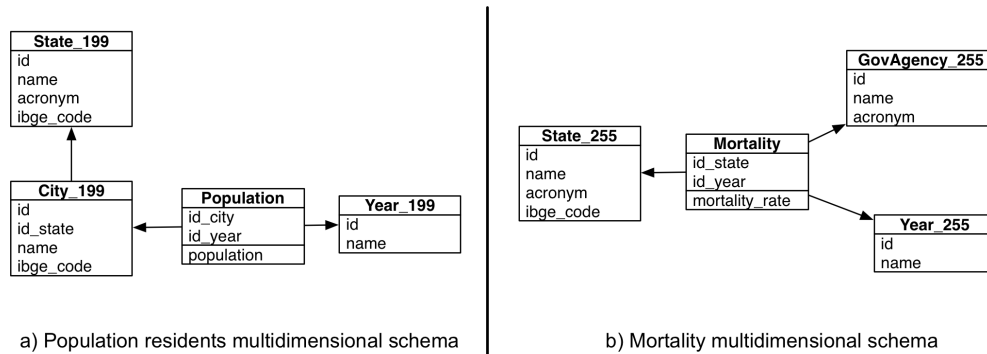 State_199
id
name
acronym
ibge_code
City_199
id
id_state
name
ibge_code
Population
id_city
id_year
population
Year_199
id
name
a) Population residents multidimensional schema
GovAgency_255
id
name
acronym
State_255
id
name
acronym
ibge_code
Mortality
id_state
id_year
mortality_rate
Year_255
id
name
b) Mortality multidimensional schema